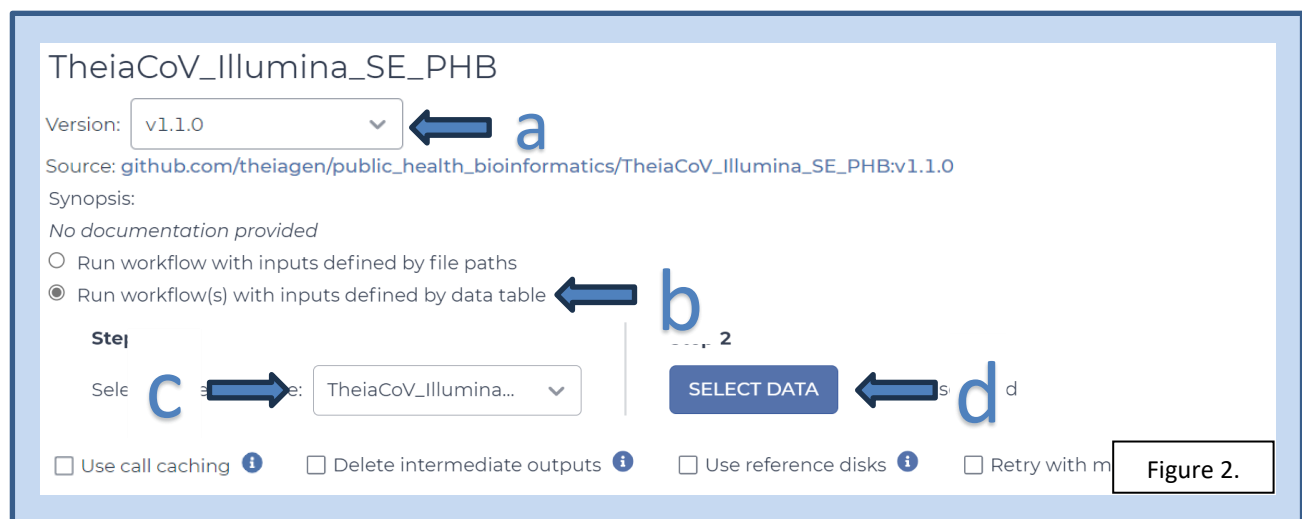 TheiaCoV_Illumina_SE_PHB
Version: v1.1.0 a
Source: github.com/theiagen/public_health_bioinformatics/TheiaCoV_Illumina_SE_PHB:v1.1.0
Synopsis:
No documentation provided
Run workflow with inputs defined by file paths
Run workflow(s) with inputs defined by data table b
2
c TheiaCoV_Illumina... SELECT DATA d
Use call caching Delete intermediate outputs Use reference disks Retry with
Figure 2.